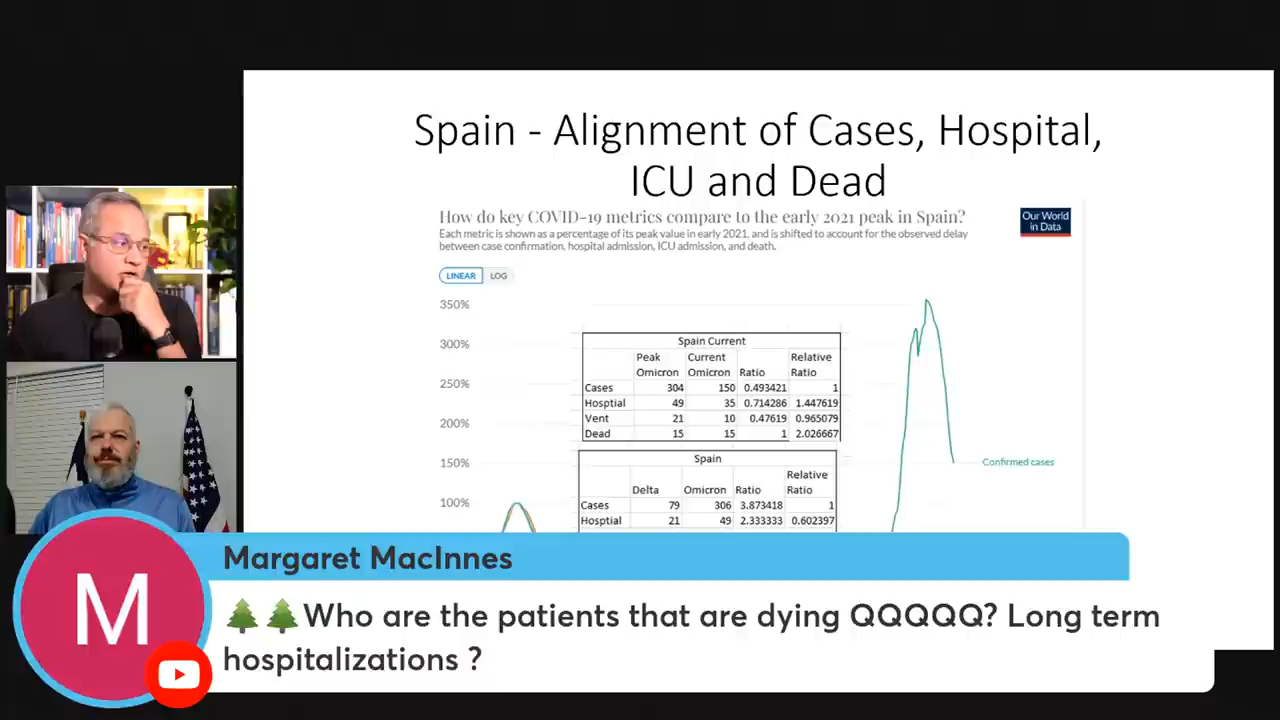 Spain - Alignment of Cases, Hospital,
ICU and Dead
How do key COVID-19 metrics compare to the early 2021 peak in Spain?
Each metric is shown as a percentage of its peak value in early 2021, and is shifted to account for the observed delay
between case confirmation, hospital admission, ICU admission, and death.
Our World
in Data
LINEAR LOG
350%
300%
250%
200%
150%
100%
Spain Current
Peak Current Relative
Omicron Omicron Ratio Ratio
Cases 304 150 0.493421 1
Hosptial 49 35 0.714286 1.447619
Vent 21 10 0.47619 0.965079
Dead 15 15 1 2.026667
Spain
Relative
Delta Omicron Ratio Ratio
Cases 79 306 3.873418 1
Hosptial 21 49 2.333333 0.602397
Confirmed cases
M
Margaret MacInnes
🌲🌲Who are the patients that are dying QQQQQ? Long term
hospitalizations ?